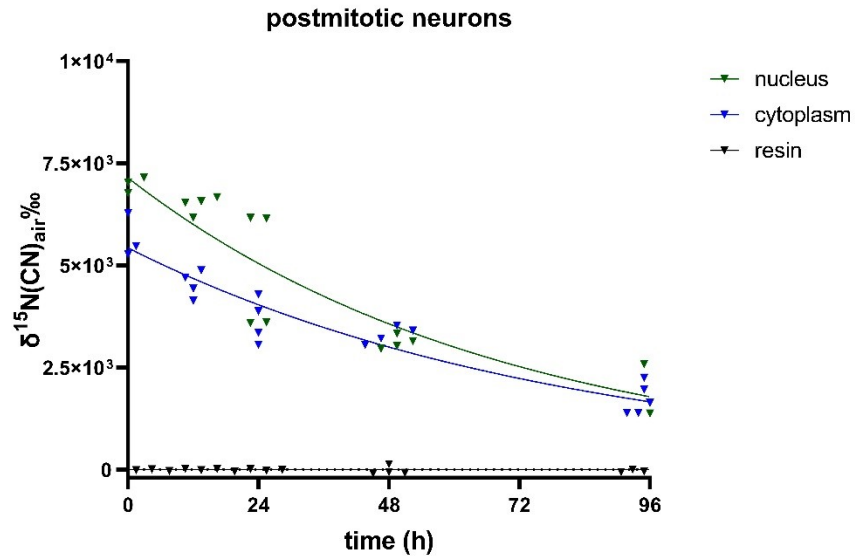 postmitotic neurons
1×10⁴
7.5×10³
5×10³
2.5×10³
0
δ¹⁵N(CN)air‰
0
24
48
72
96
time (h)
nucleus
cytoplasm
resin